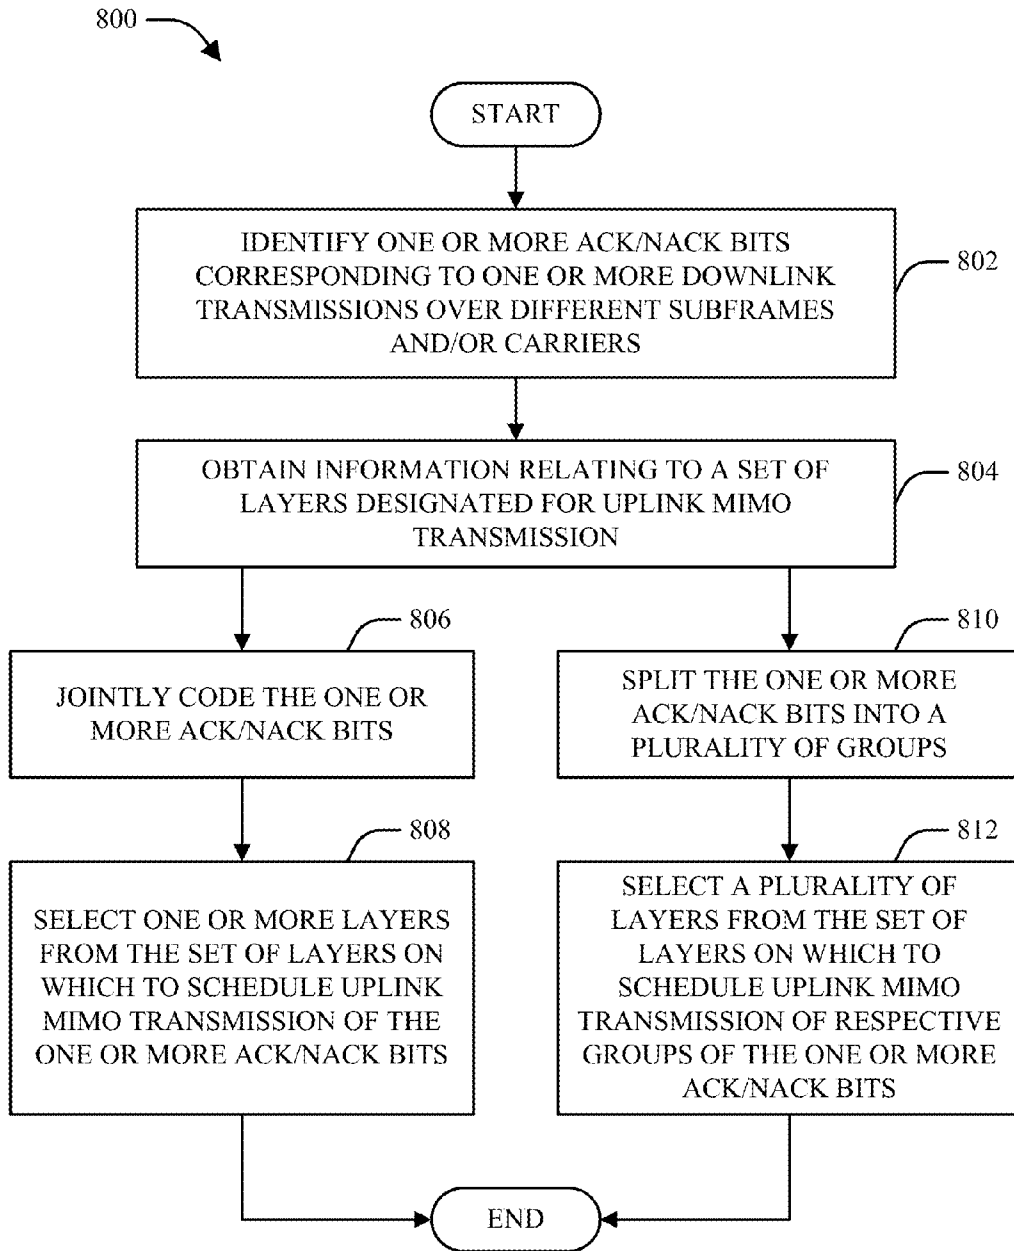 800
START
IDENTIFY ONE OR MORE ACK/NACK BITS
CORRESPONDING TO ONE OR MORE DOWNLINK
TRANSMISSIONS OVER DIFFERENT SUBFRAMES
AND/OR CARRIERS
802
OBTAIN INFORMATION RELATING TO A SET OF
LAYERS DESIGNATED FOR UPLINK MIMO
TRANSMISSION
804
806
JOINTLY CODE THE ONE OR
MORE ACK/NACK BITS
808
SELECT ONE OR MORE LAYERS
FROM THE SET OF LAYERS ON
WHICH TO SCHEDULE UPLINK
MIMO TRANSMISSION OF THE
ONE OR MORE ACK/NACK BITS
810
SPLIT THE ONE OR MORE
ACK/NACK BITS INTO A
PLURALITY OF GROUPS
812
SELECT A PLURALITY OF
LAYERS FROM THE SET OF
LAYERS ON WHICH TO
SCHEDULE UPLINK MIMO
TRANSMISSION OF RESPECTIVE
GROUPS OF THE ONE OR MORE
ACK/NACK BITS
END